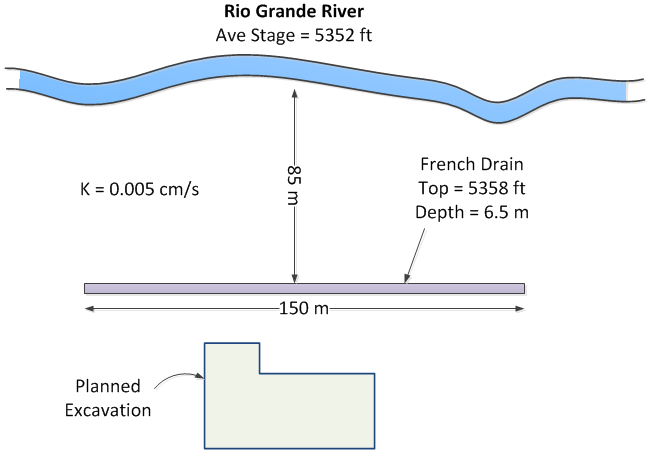 Rio Grande River
Ave Stage = 5352 ft
85 m
K = 0.005 cm/s
French Drain
Top = 5358 ft
Depth = 6.5 m
150 m
Planned
Excavation